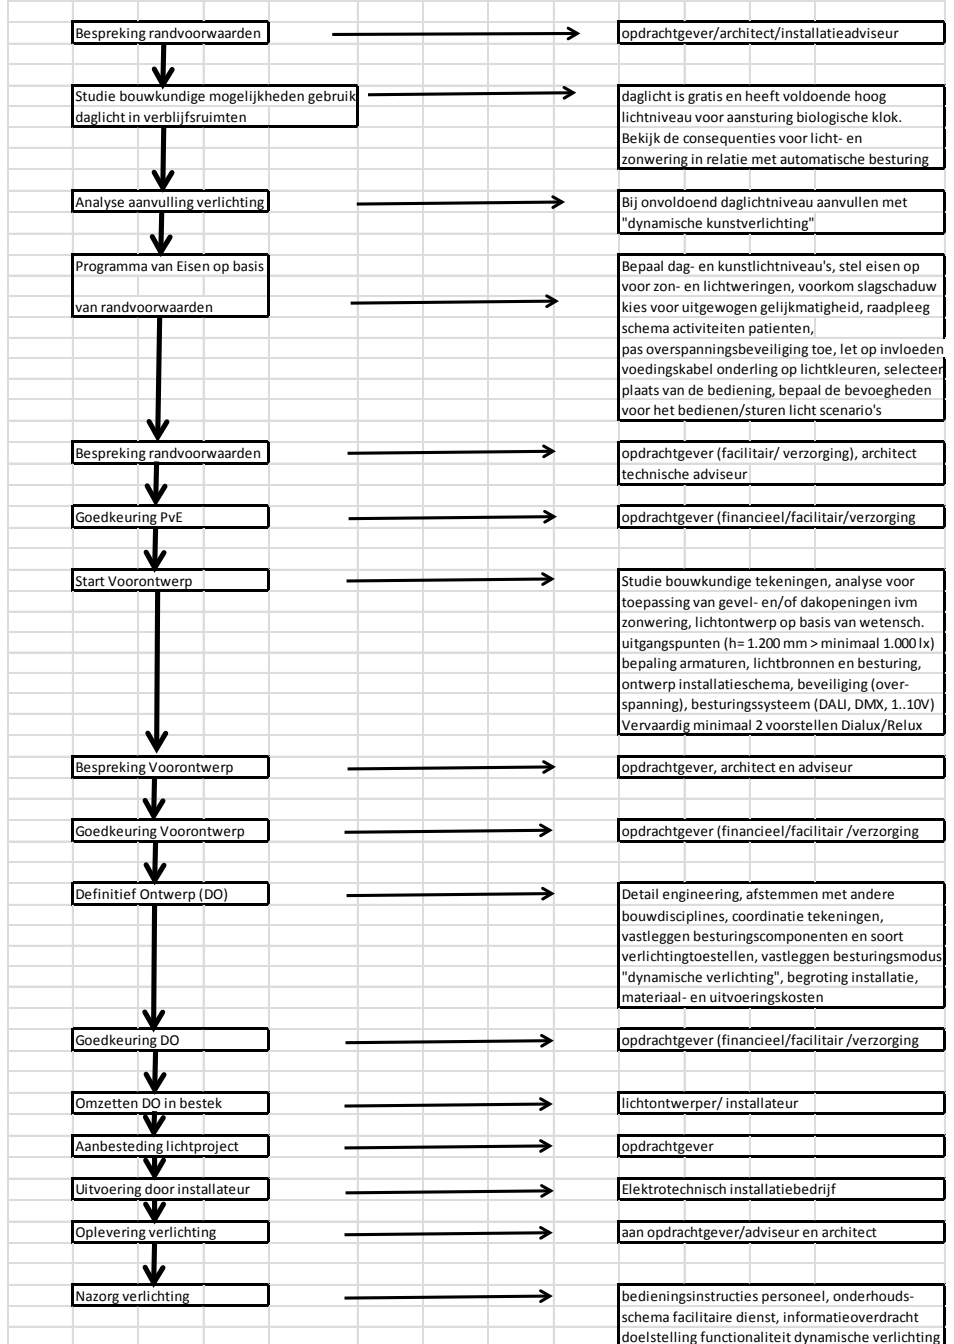 Bespreking randvoorwaarden
opdrachtgever/architect/installatieadviseur
Studie bouwkundige mogelijkheden gebruik
daglicht in verblijfsruimten
daglicht is gratis en heeft voldoende hoog
lichtniveau voor aansturing biologische klok.
Bekijk de consequenties voor licht- en
zonwering in relatie met automatische besturing
Analyse aanvulling verlichting
Bij onvoldoend daglichtniveau aanvullen met
"dynamische kunstverlichting"
Programma van Eisen op basis
van randvoorwaarden
Bepaal dag- en kunstlichtniveau's, stel eisen op
voor zon- en lichtweringen, voorkom slagschaduw
kies voor uitgewogen gelijkmatigheid, raadpleeg
schema activiteiten patienten,
pas overspanningsbeveiliging toe, let op invloeden
voedingskabel onderling op lichtkleuren, selecteer
plaats van de bediening, bepaal de bevoegheden
voor het bedienen/sturen licht scenario's
Bespreking randvoorwaarden
opdrachtgever (facilitair/ verzorging), architect
technische adviseur
Goedkeuring PvE
opdrachtgever (financieel/facilitair/verzorging
Start Voorontwerp
Studie bouwkundige tekeningen, analyse voor
toepassing van gevel- en/of dakopeningen ivm
zonwering, lichtontwerp op basis van wetensch.
uitgangspunten (h= 1.200 mm > minimaal 1.000 lx)
bepaling armaturen, lichtbronnen en besturing,
ontwerp installatieschema, beveiliging (over-
spanning), besturingssysteem (DALI, DMX, 1..10V)
Vervaardig minimaal 2 voorstellen Dialux/Relux
Bespreking Voorontwerp
opdrachtgever, architect en adviseur
Goedkeuring Voorontwerp
opdrachtgever (financieel/facilitair /verzorging
Definitief Ontwerp (DO)
Detail engineering, afstemmen met andere
bouwdisciplines, coordinatie tekeningen,
vastleggen besturingscomponenten en soort
verlichtingtoestellen, vastleggen besturingsmodus
"dynamische verlichting", begroting installatie,
materiaal- en uitvoeringskosten
Goedkeuring DO
opdrachtgever (financieel/facilitair /verzorging
Omzetten DO in bestek
lichtontwerper/ installateur
Aanbesteding lichtproject
opdrachtgever
Uitvoering door installateur
Elektrotechnisch installatiebedrijf
Oplevering verlichting
aan opdrachtgever/adviseur en architect
Nazorg verlichting
bedieningsinstructies personeel, onderhouds-
schema facilitaire dienst, informatieoverdracht
doelstelling functionaliteit dynamische verlichting